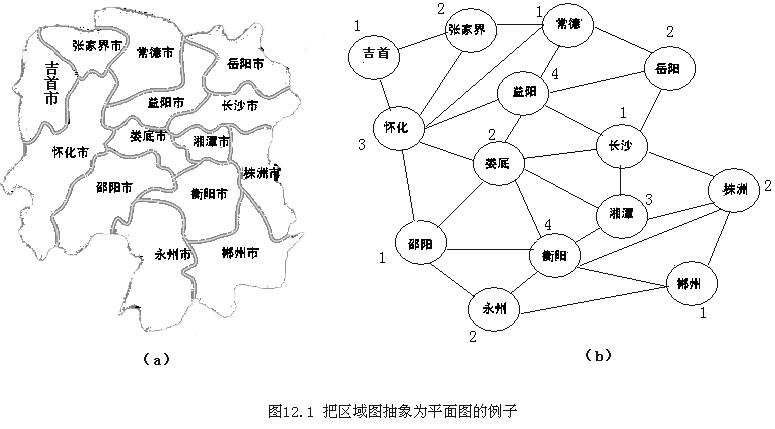 张家界市
常德市
岳阳市
吉首市
益阳市
长沙市
怀化市
娄底市
湘潭市
株洲市
邵阳市
衡阳市
永州市
郴州市
(a)
1
吉首
2
张家界
1
常德
2
岳阳
4
益阳
3
怀化
2
娄底
1
长沙
3
湘潭
2
株洲
1
邵阳
4
衡阳
2
永州
1
郴州
(b)
图12.1 把区域图抽象为平面图的例子